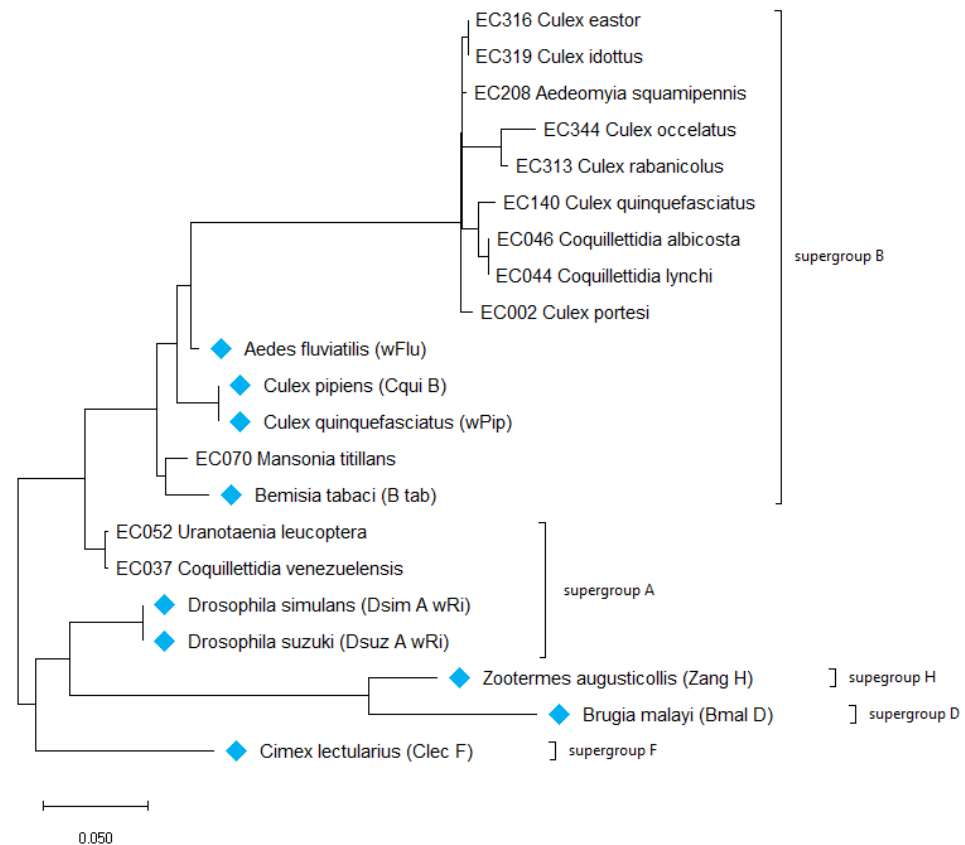 EC316 Culex eastor
EC319 Culex idottus
EC208 Aedeomyia squamipennis
EC344 Culex occelatus
EC313 Culex rabanicolus
EC140 Culex quinquefasciatus
EC046 Coquillettidia albicosta
supergroup B
EC044 Coquillettidia lynchi
EC002 Culex portesi
Aedes fluviatilis (wFlu)
Culex pipiens (Cqui B)
Culex quinquefasciatus (wPip)
EC070 Mansonia titillans
Bemisia tabaci (B tab)
EC052 Uranotaenia leucoptera
EC037 Coquillettidia venezuelensis
supergroup A
Drosophila simulans (Dsim A wRi)
Drosophila suzuki (Dsuz A wRi)
Zootermes augusticollis (Zang H)
supegroup H
Brugia malayi (Bmal D)
supergroup D
Cimex lectularius (Clec F)
supergroup F
0.050